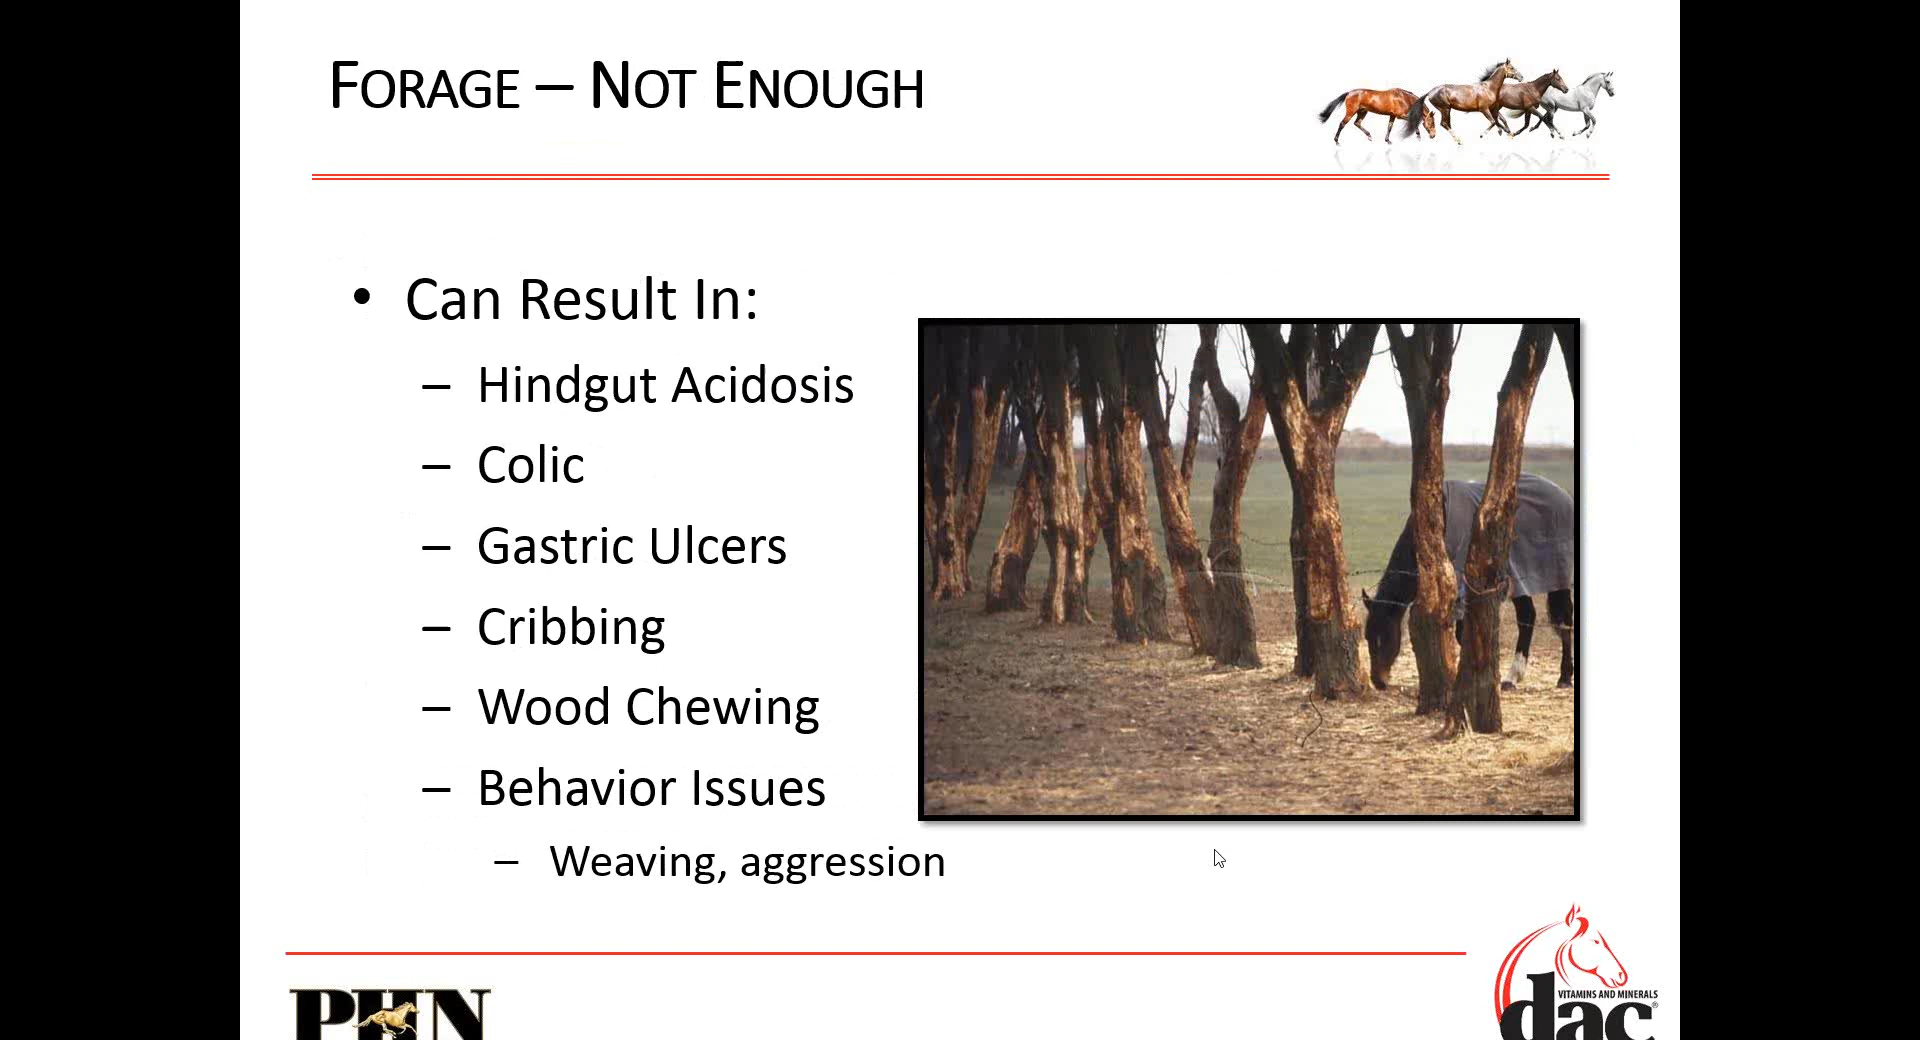 FORAGE – NOT ENOUGH
• Can Result In:
– Hindgut Acidosis
– Colic
– Gastric Ulcers
– Cribbing
– Wood Chewing
– Behavior Issues
– Weaving, aggression
PHN
VITAMINS AND MINERALS
dac®